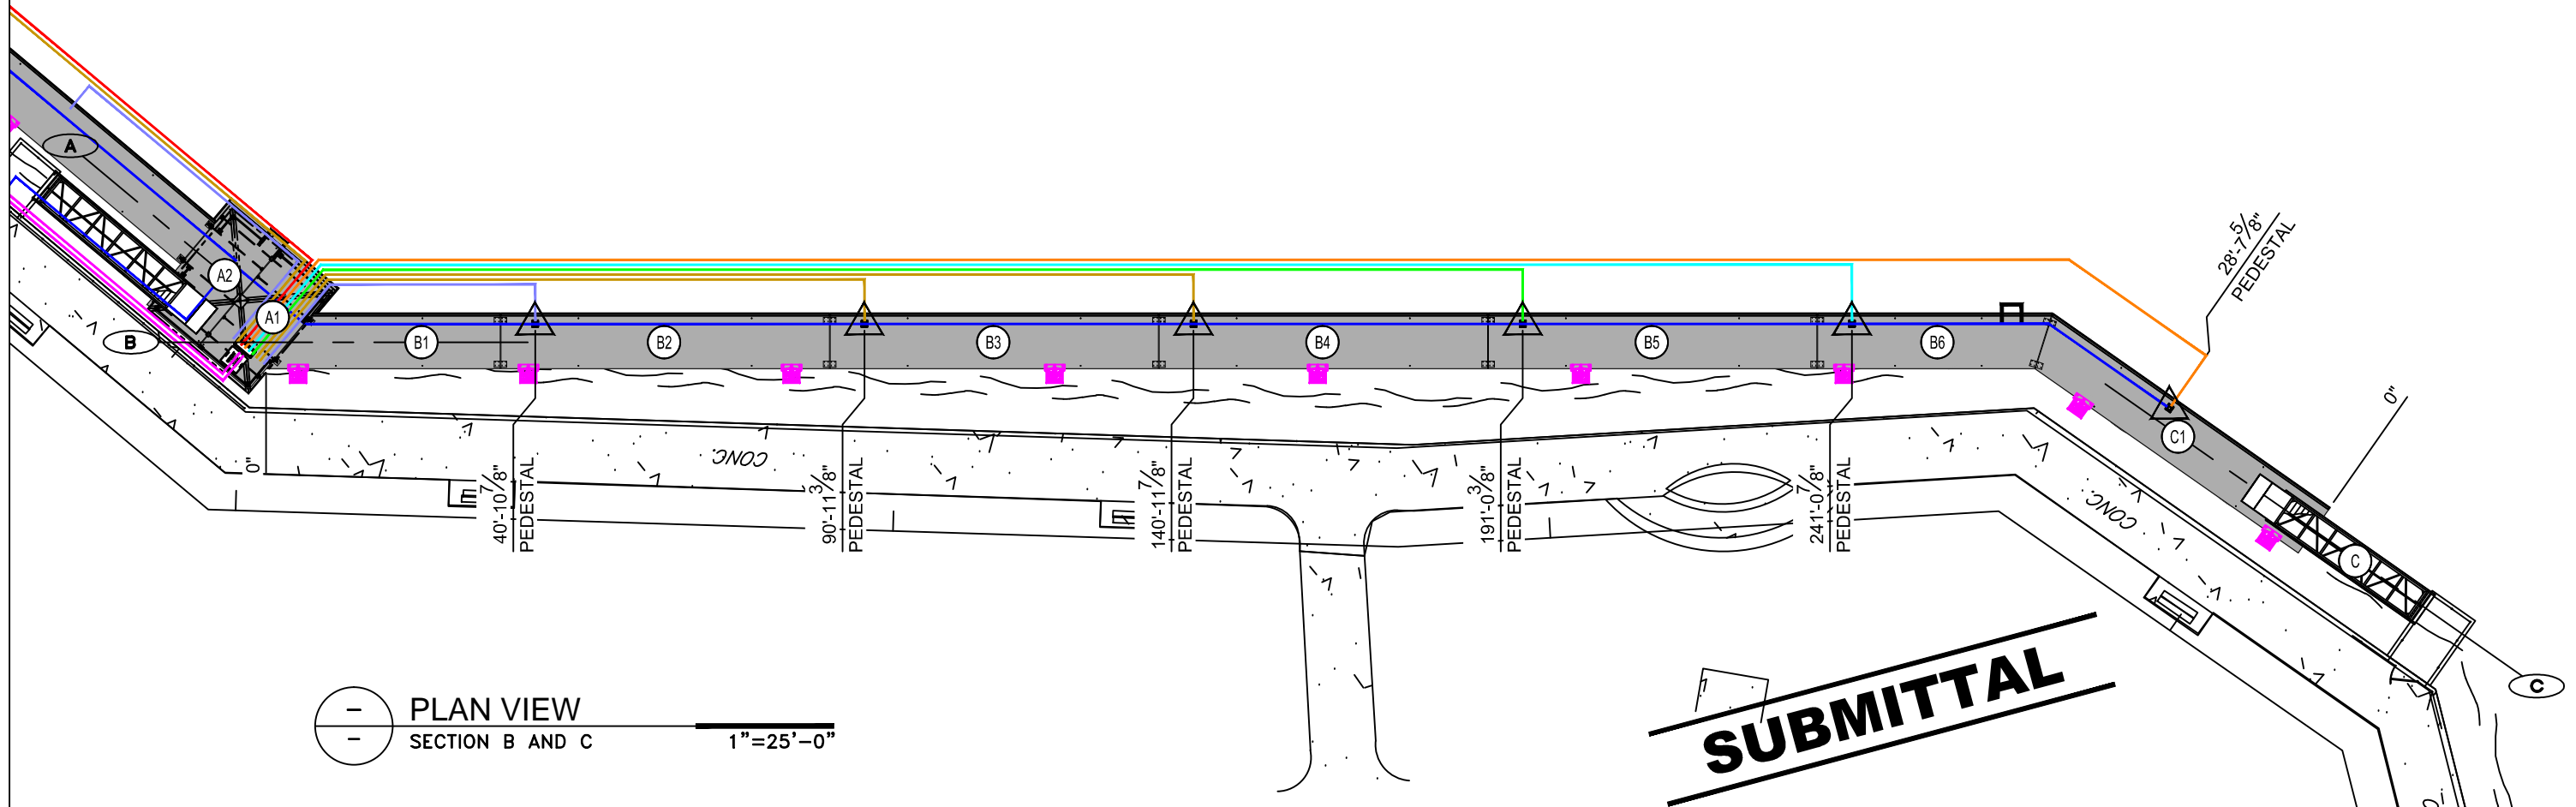 A
A2
A1
B
B1
B2
B3
B4
B5
B6
C1
C
C
28'-7 5/8"
PEDESTAL
0"
0"
40'-10 7/8"
PEDESTAL
90'-11 3/8"
PEDESTAL
140'-11 7/8"
PEDESTAL
191'-0 3/8"
PEDESTAL
241'-0 7/8"
PEDESTAL
CONC.
CONC.
PLAN VIEW
SECTION B AND C
1"=25'-0"
SUBMITTAL